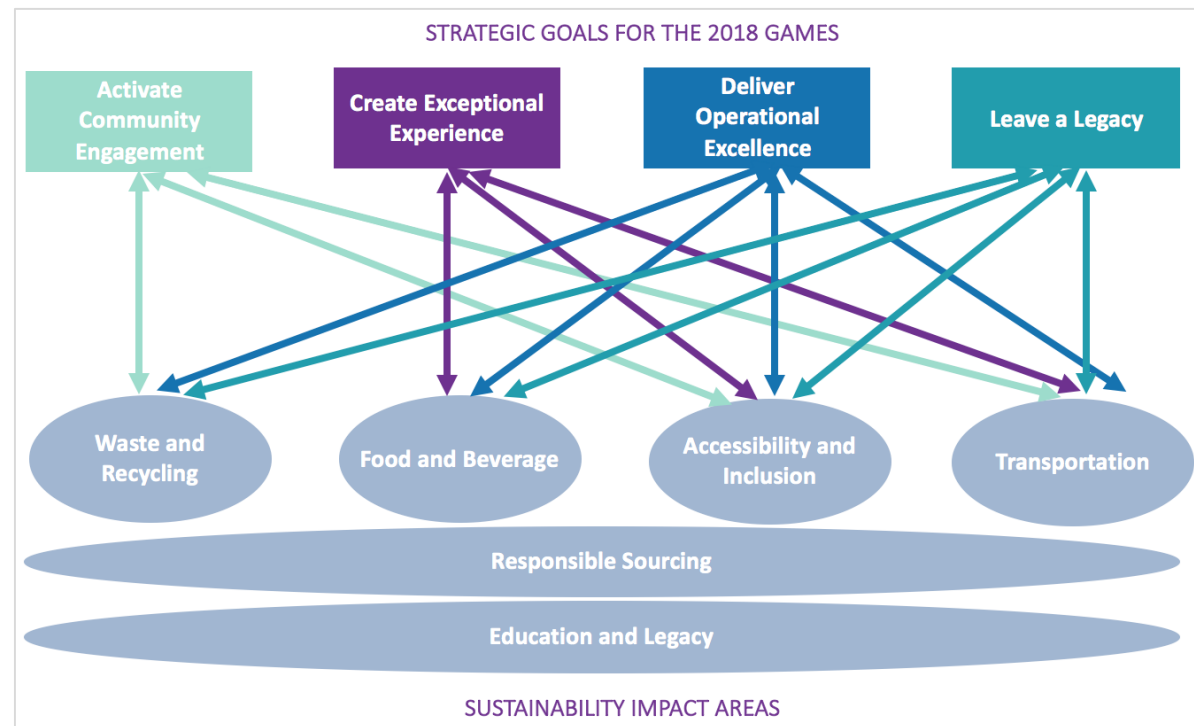 STRATEGIC GOALS FOR THE 2018 GAMES
Activate
Community
Engagement
Create Exceptional
Experience
Deliver
Operational
Excellence
Leave a Legacy
Waste and
Recycling
Food and Beverage
Accessibility and
Inclusion
Transportation
Responsible Sourcing
Education and Legacy
SUSTAINABILITY IMPACT AREAS